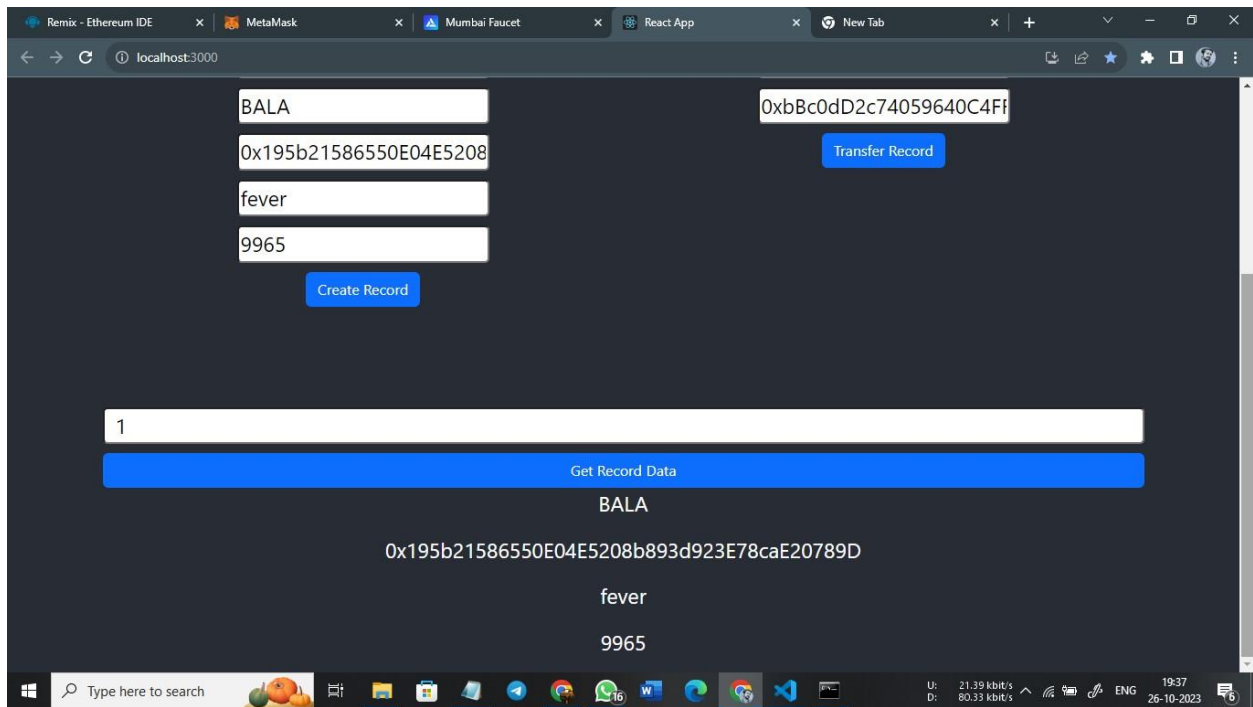 Remix - Ethereum IDE
MetaMask
Mumbai Faucet
React App
New Tab
localhost:3000
BALA
0x195b21586550E04E5208
fever
9965
Create Record
0xbBc0dD2c74059640C4FF
Transfer Record
1
Get Record Data
BALA
0x195b21586550E04E5208b893d923E78caE20789D
fever
9965
Type here to search
16
U: 21.39 kbit/s
D: 80.33 kbit/s
ENG
19:37
26-10-2023
6